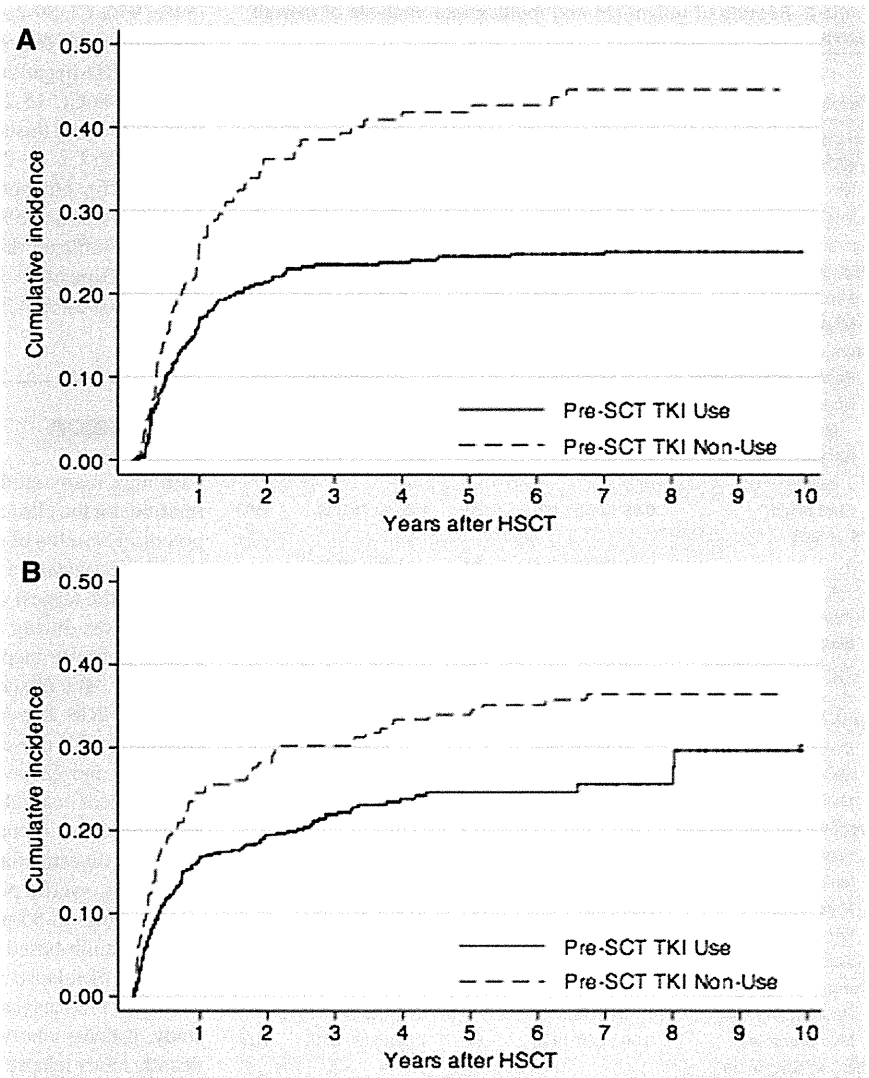 A
0.50
0.40
0.30
0.20
0.10
0.00
Cumulative incidence
Pre-SCT TKI Use
Pre-SCT TKI Non-Use
1 2 3 4 5 6 7 8 9 10
Years after HSCT
B
0.50
0.40
0.30
0.20
0.10
0.00
Cumulative incidence
Pre-SCT TKI Use
Pre-SCT TKI Non-Use
1 2 3 4 5 6 7 8 9 10
Years after HSCT